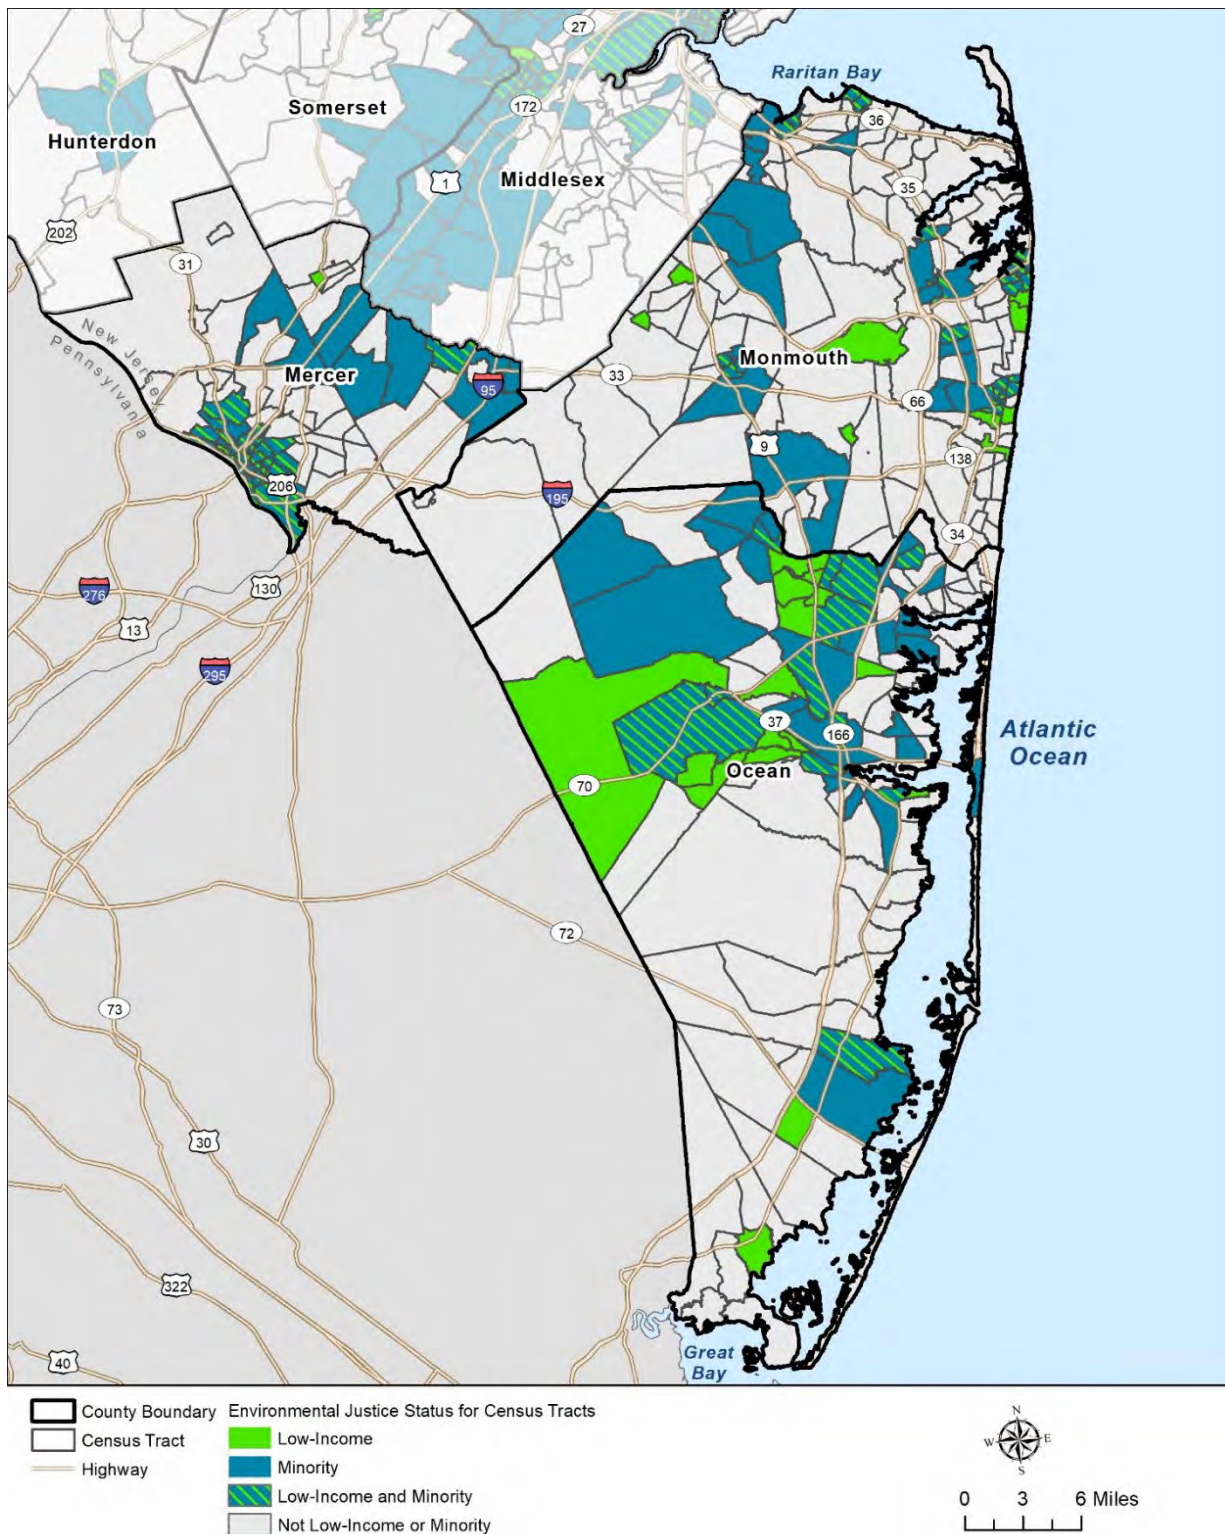 27
Raritan Bay
Somerset
172
36
Hunterdon
1
Middlesex
35
202
31
New Jersey
Pennsylvania
Mercer
95
33
Monmouth
66
9
138
206
195
34
276
130
13
295
37
166
Atlantic
Ocean
Ocean
70
72
73
30
322
40
Great
Bay
County Boundary
Census Tract
Highway
Environmental Justice Status for Census Tracts
Low-Income
Minority
Low-Income and Minority
Not Low-Income or Minority
N
W E
S
0 3 6 Miles